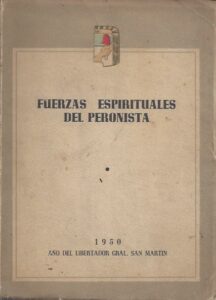 FUERZAS ESPIRITUALES
DEL PERONISTA
1950
AÑO DEL LIBERTADOR GRAL. SAN MARTIN